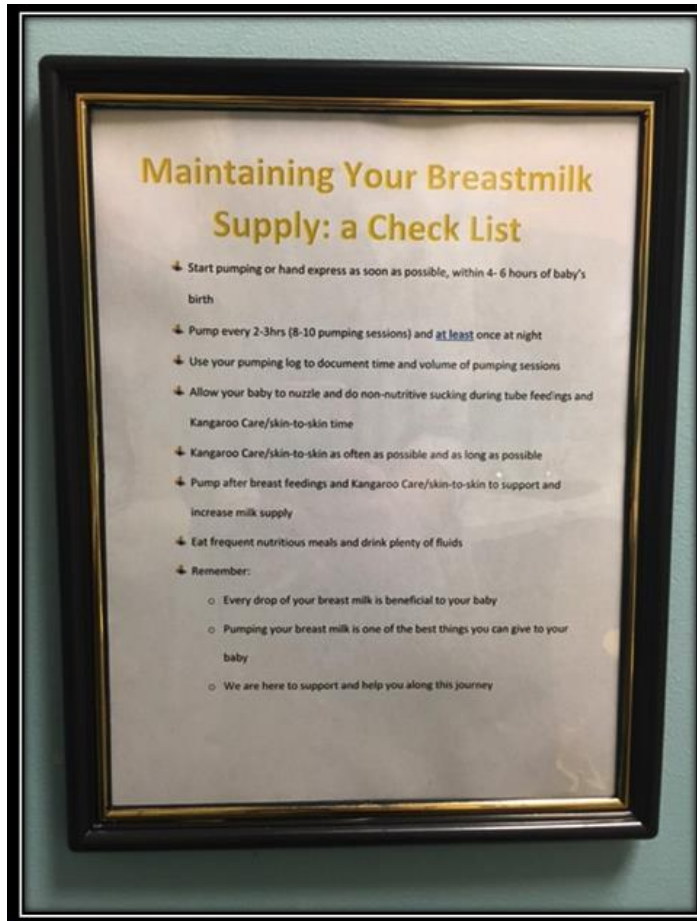 Maintaining Your Breastmilk
Supply: a Check List
Start pumping or hand express as soon as possible, within 4- 6 hours of baby's
birth
Pump every 2-3hrs (8-10 pumping sessions) and at least once at night
Use your pumping log to document time and volume of pumping sessions
Allow your baby to nuzzle and do non-nutritive sucking during tube feedings and
Kangaroo Care/skin-to-skin time
Kangaroo Care/skin-to-skin as often as possible and as long as possible
Pump after breast feedings and Kangaroo Care/skin-to-skin to support and
increase milk supply
Eat frequent nutritious meals and drink plenty of fluids
Remember:
Every drop of your breast milk is beneficial to your baby
Pumping your breast milk is one of the best things you can give to your
baby
We are here to support and help you along this journey